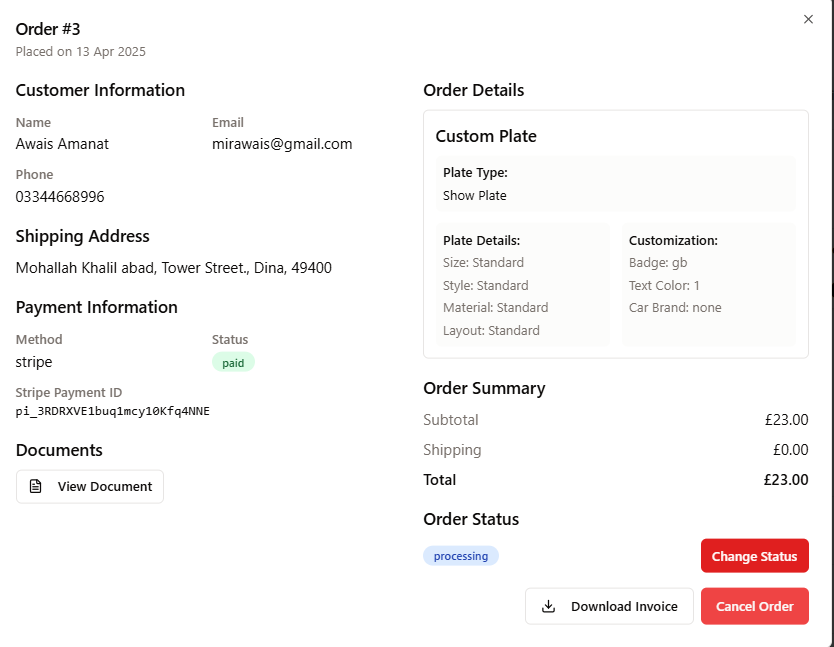 Order #3
Placed on 13 Apr 2025
Customer Information
Name Email
Awais Amanat mirawais@gmail.com
Phone
03344668996
Shipping Address
Mohallah Khalil abad, Tower Street., Dina, 49400
Payment Information
Method Status
stripe paid
Stripe Payment ID
pi_3RDRXVE1buq1mcy10Kfq4NNE
Documents
View Document
Order Details
Custom Plate
Plate Type:
Show Plate
Plate Details:
Size: Standard
Style: Standard
Material: Standard
Layout: Standard
Customization:
Badge: gb
Text Color: 1
Car Brand: none
Order Summary
Subtotal £23.00
Shipping £0.00
Total £23.00
Order Status
processing Change Status
Download Invoice Cancel Order